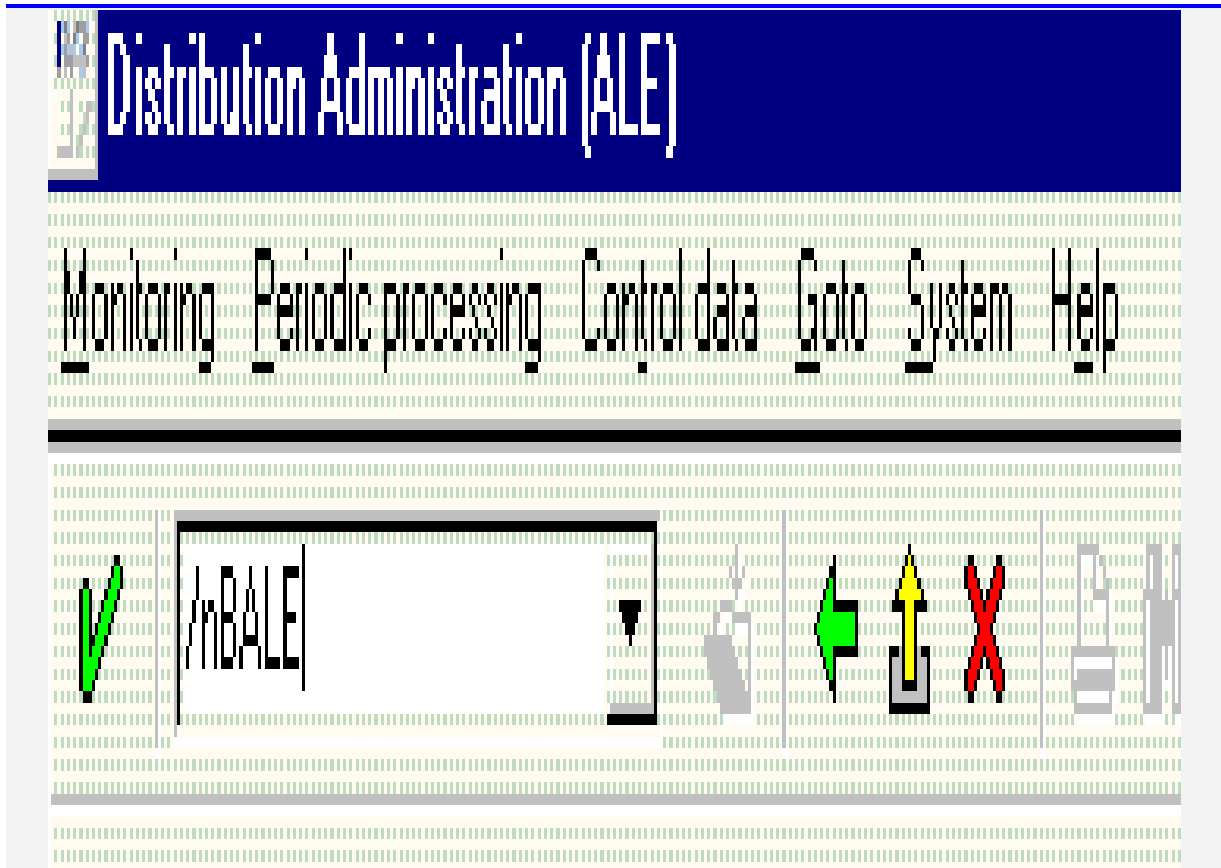 Distribution Administration (ALE)
Monitoring Periodic processing Control data Goto System Help
/nBALE